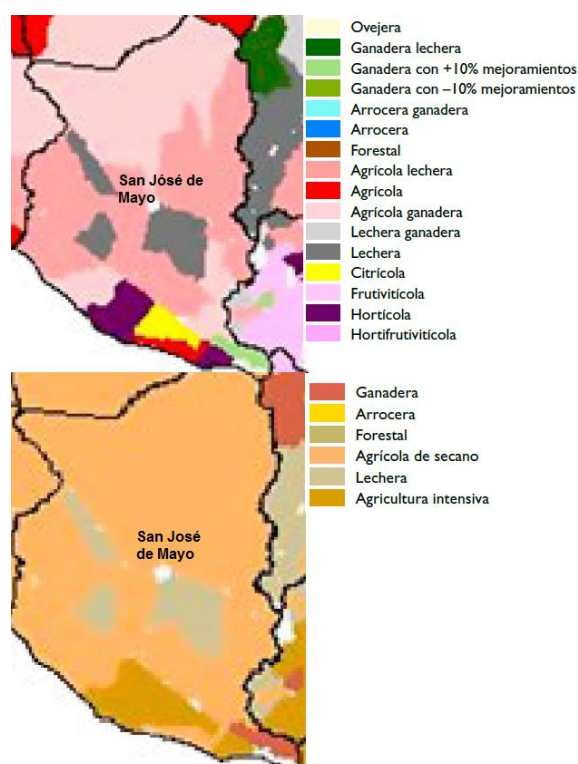 San Jósé de
Mayo
Ovejera
Ganadera lechera
Ganadera con +10% mejoramientos
Ganadera con –10% mejoramientos
Arrocera ganadera
Arrocera
Forestal
Agrícola lechera
Agrícola
Agrícola ganadera
Lechera ganadera
Lechera
Citrícola
Frutivitícola
Hortícola
Hortifrutivitícola
San José
de Mayo
Ganadera
Arrocera
Forestal
Agrícola de secano
Lechera
Agricultura intensiva